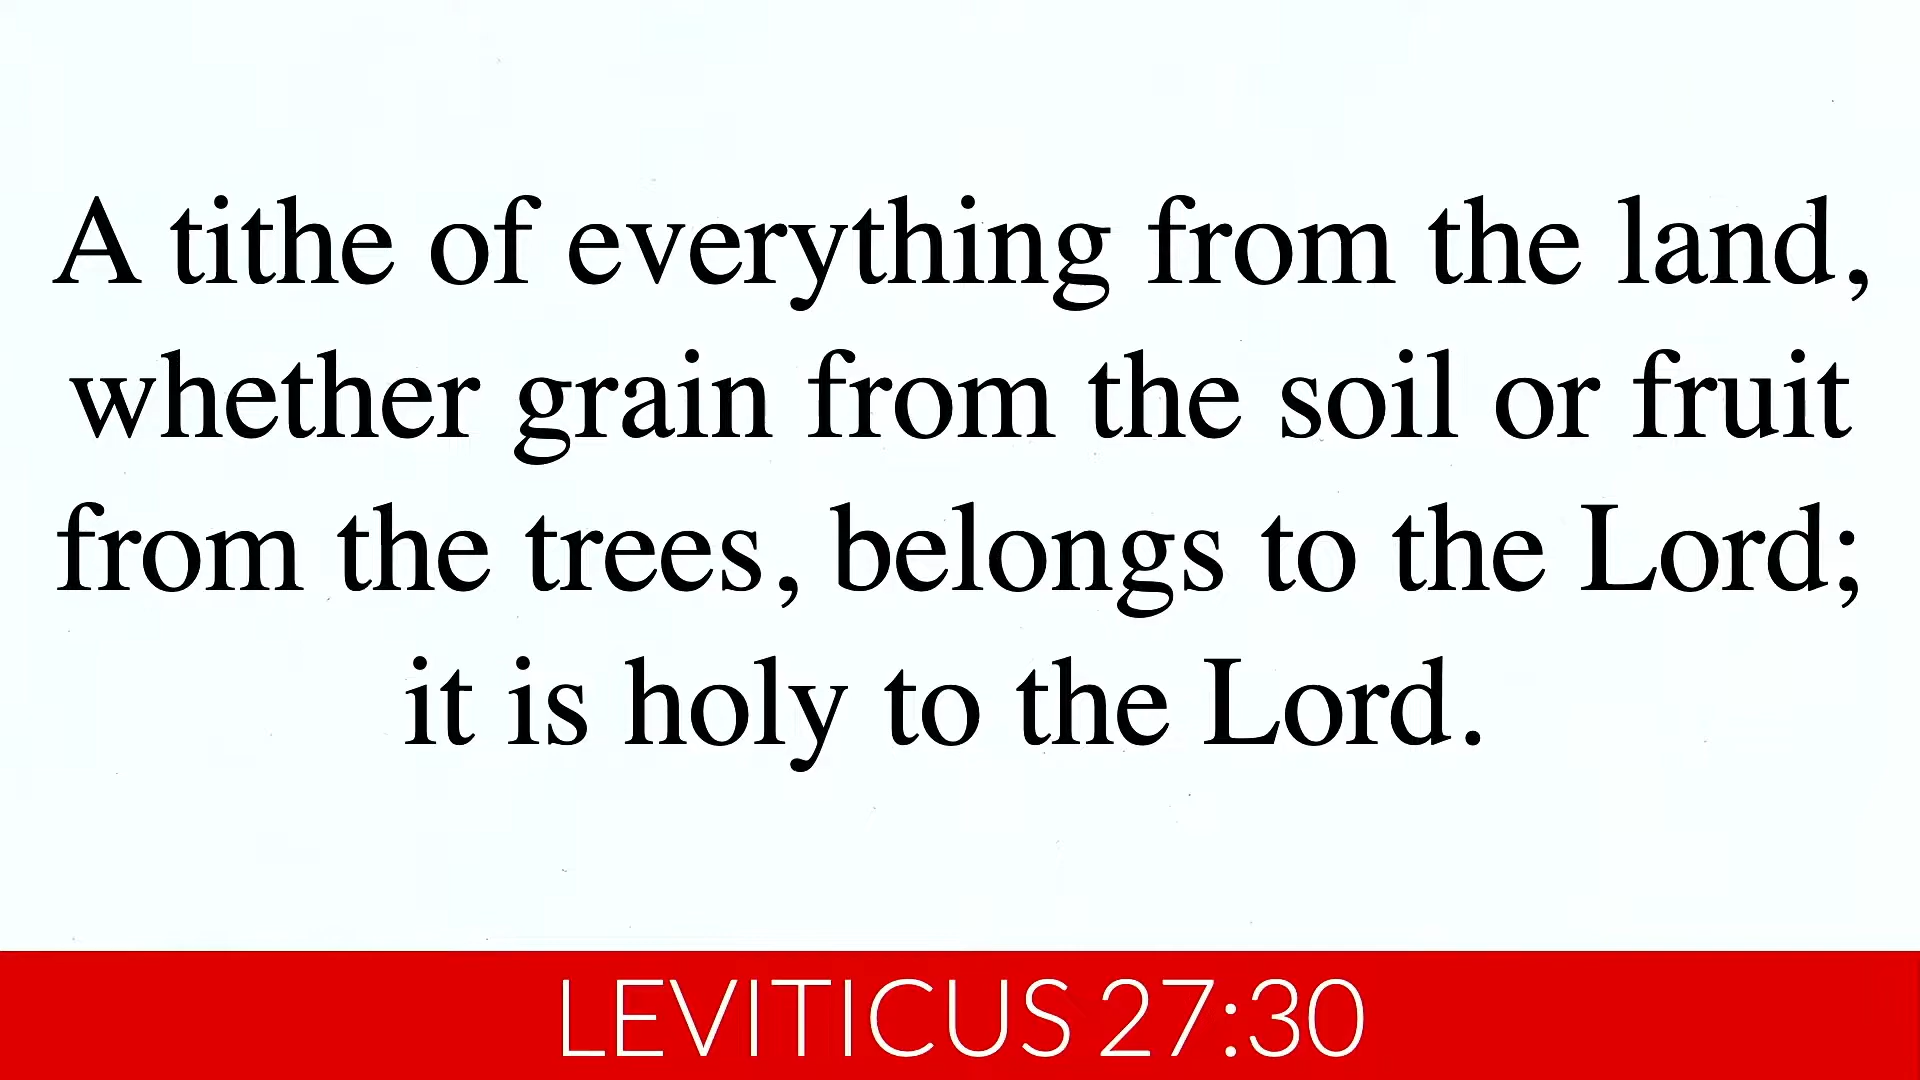 A tithe of everything from the land,
whether grain from the soil or fruit
from the trees, belongs to the Lord;
it is holy to the Lord.
LEVITICUS 27:30